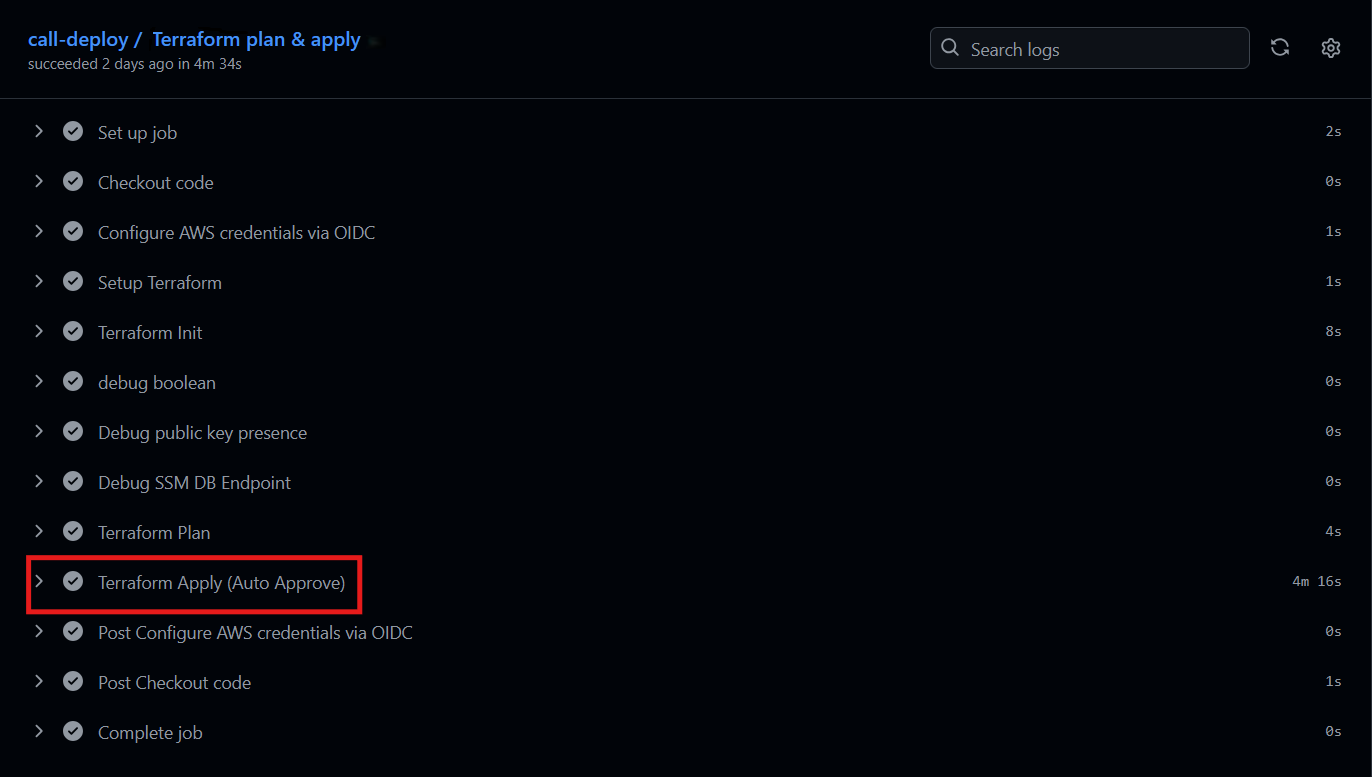 call-deploy / Terraform plan & apply
succeeded 2 days ago in 4m 34s
Search logs
Set up job 2s
Checkout code 0s
Configure AWS credentials via OIDC 1s
Setup Terraform 1s
Terraform Init 8s
debug boolean 0s
Debug public key presence 0s
Debug SSM DB Endpoint 0s
Terraform Plan 4s
Terraform Apply (Auto Approve) 4m 16s
Post Configure AWS credentials via OIDC 0s
Post Checkout code 1s
Complete job 0s